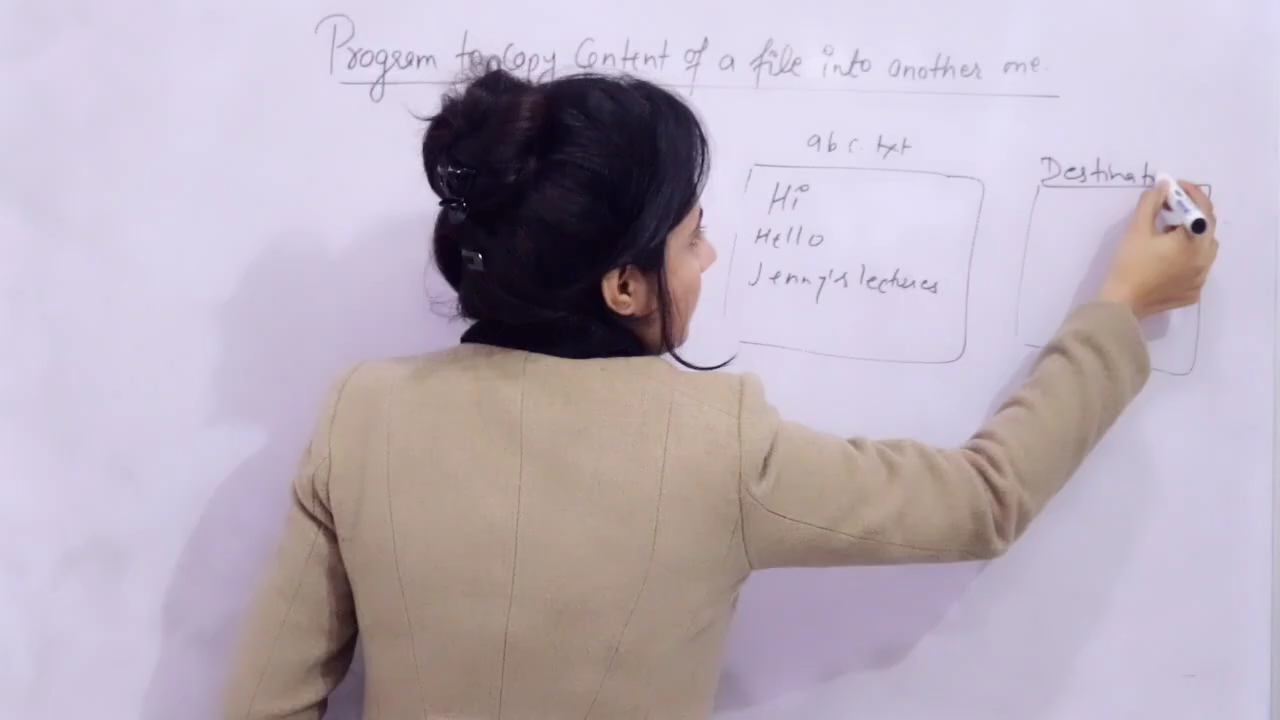 Program to copy Content of a file into another one.
abc.txt
Hi
Hello
Jenny's lectures
Destinat